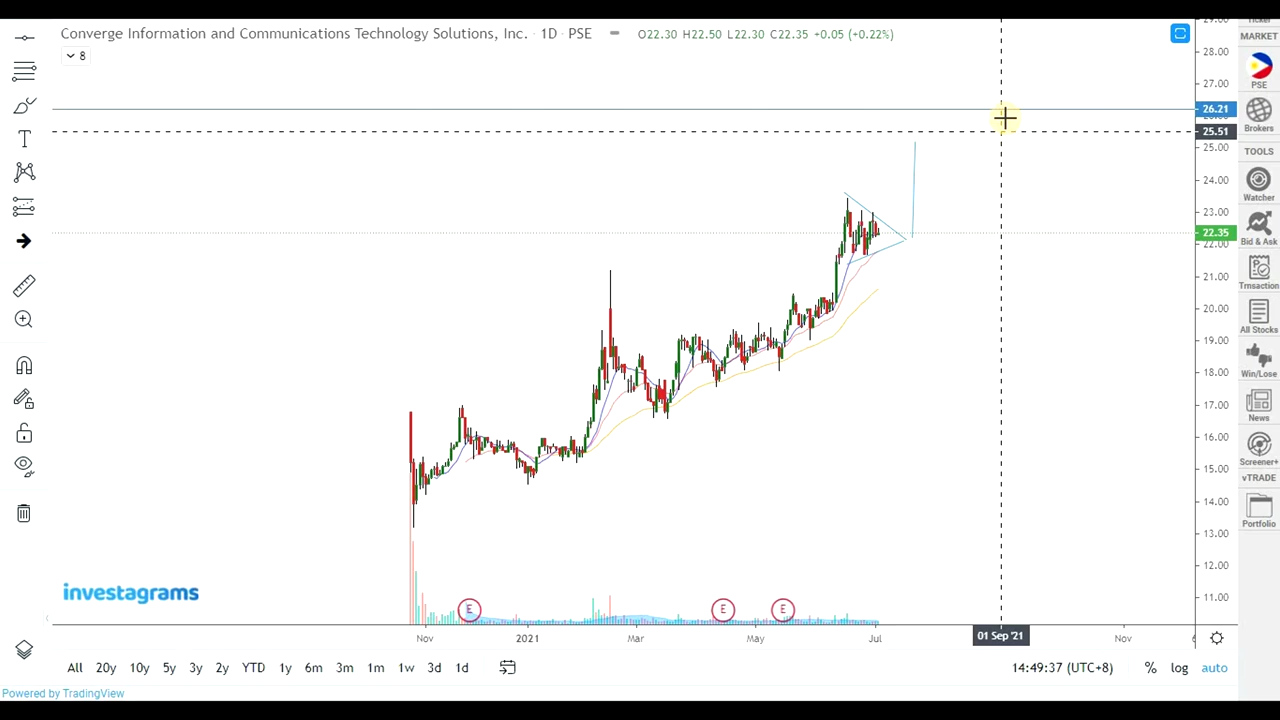 Converge Information and Communications Technology Solutions, Inc. · 1D · PSE O22.30 H22.50 L22.30 C22.35 +0.05 (+0.22%)
8
28.00
27.00
26.21
25.51
25.00
24.00
23.00
22.35
22.00
21.00
20.00
19.00
18.00
17.00
16.00
15.00
14.00
13.00
12.00
11.00
MARKET
PSE
Brokers
TOOLS
Watcher
Bid & Ask
Trnsaction
All Stocks
Win/Lose
News
Screener+
vTRADE
Portfolio
investagrams
E E E
Nov 2021 Mar May Jul 01 Sep '21 Nov
All 20y 10y 5y 3y 2y YTD 1y 6m 3m 1m 1w 3d 1d 14:49:37 (UTC+8) % log auto
Powered by TradingView